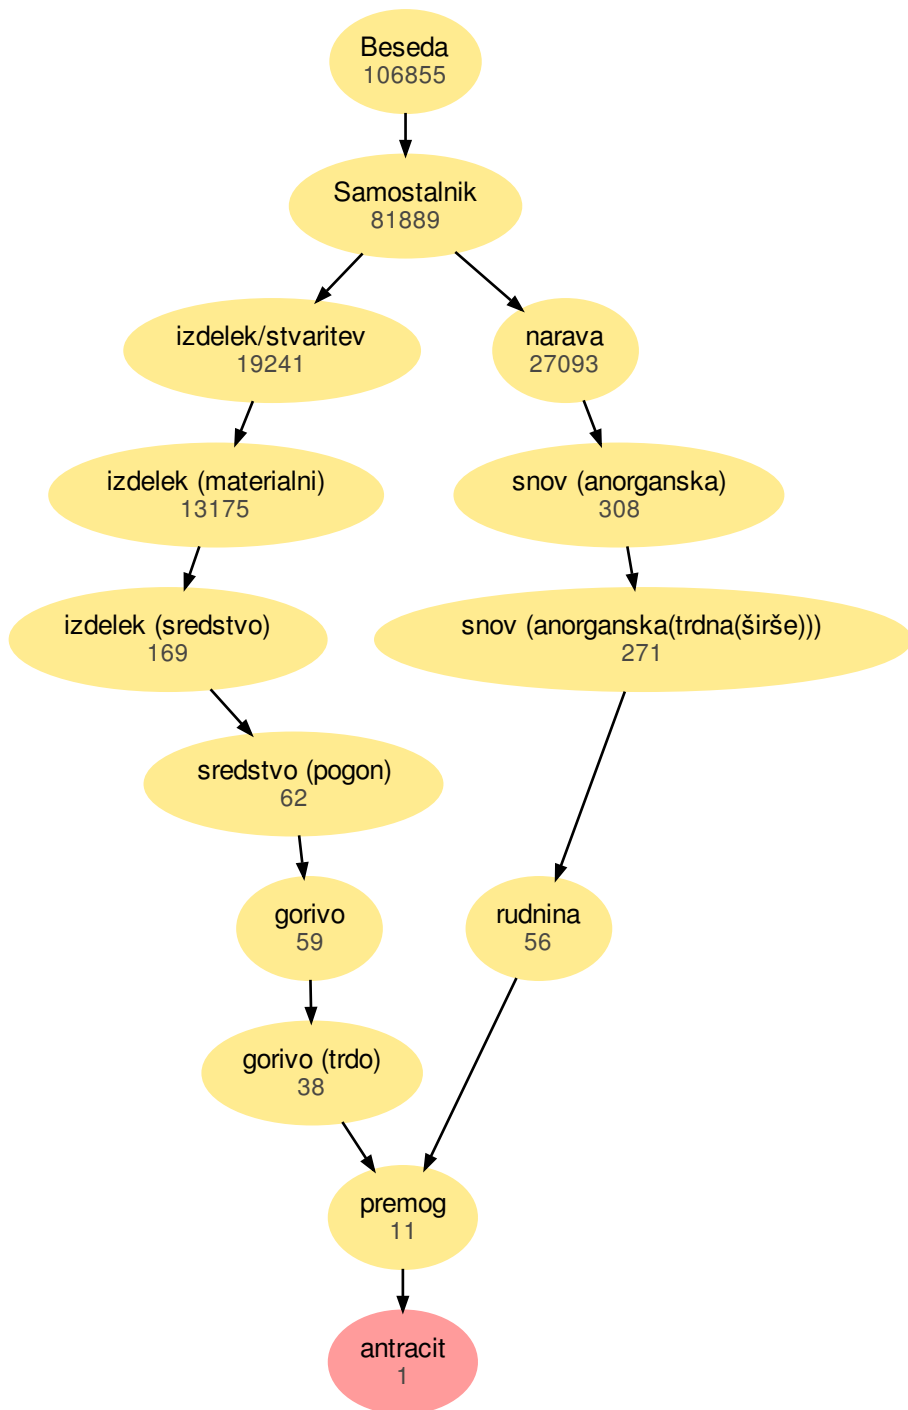 Beseda
106855
Samostalnik
81889
izdelek/stvaritev
19241
narava
27093
izdelek (materialni)
13175
snov (anorganska)
308
izdelek (sredstvo)
169
snov (anorganska(trdna(širše)))
271
sredstvo (pogon)
62
gorivo
59
rudnina
56
gorivo (trdo)
38
premog
11
antracit
1